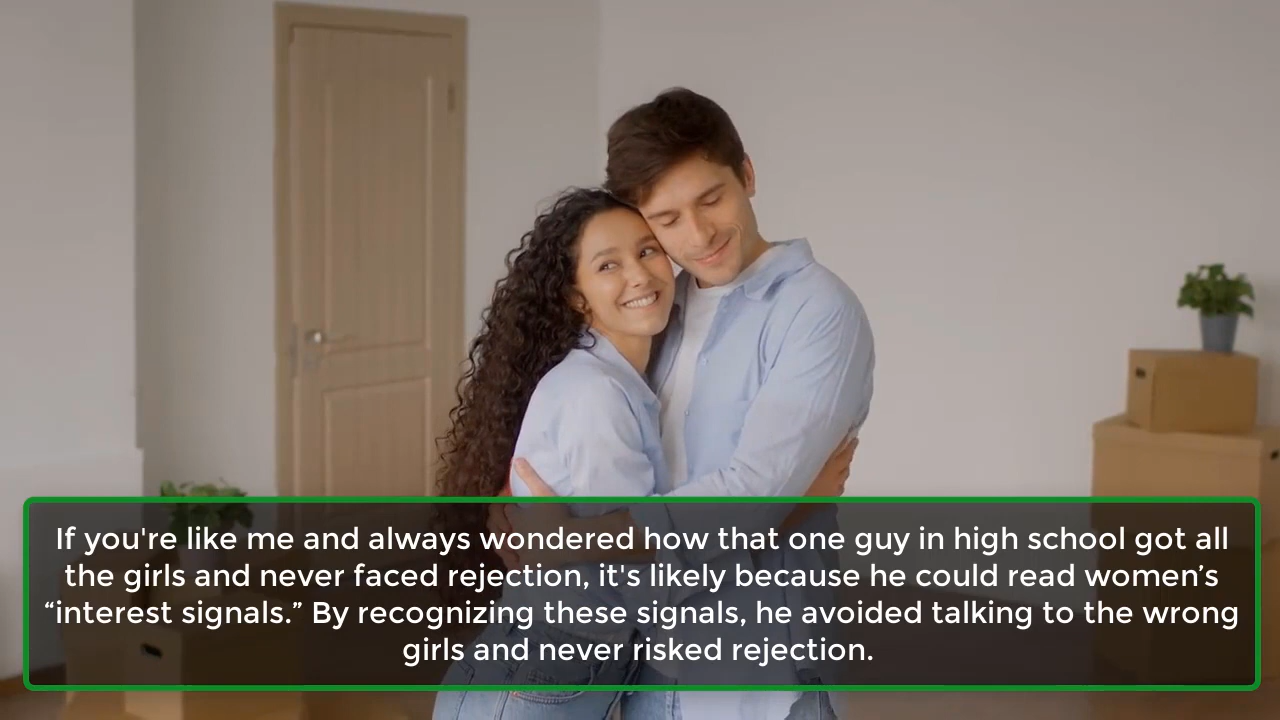 If you're like me and always wondered how that one guy in high school got all
the girls and never faced rejection, it's likely because he could read women’s
“interest signals.” By recognizing these signals, he avoided talking to the wrong
girls and never risked rejection.